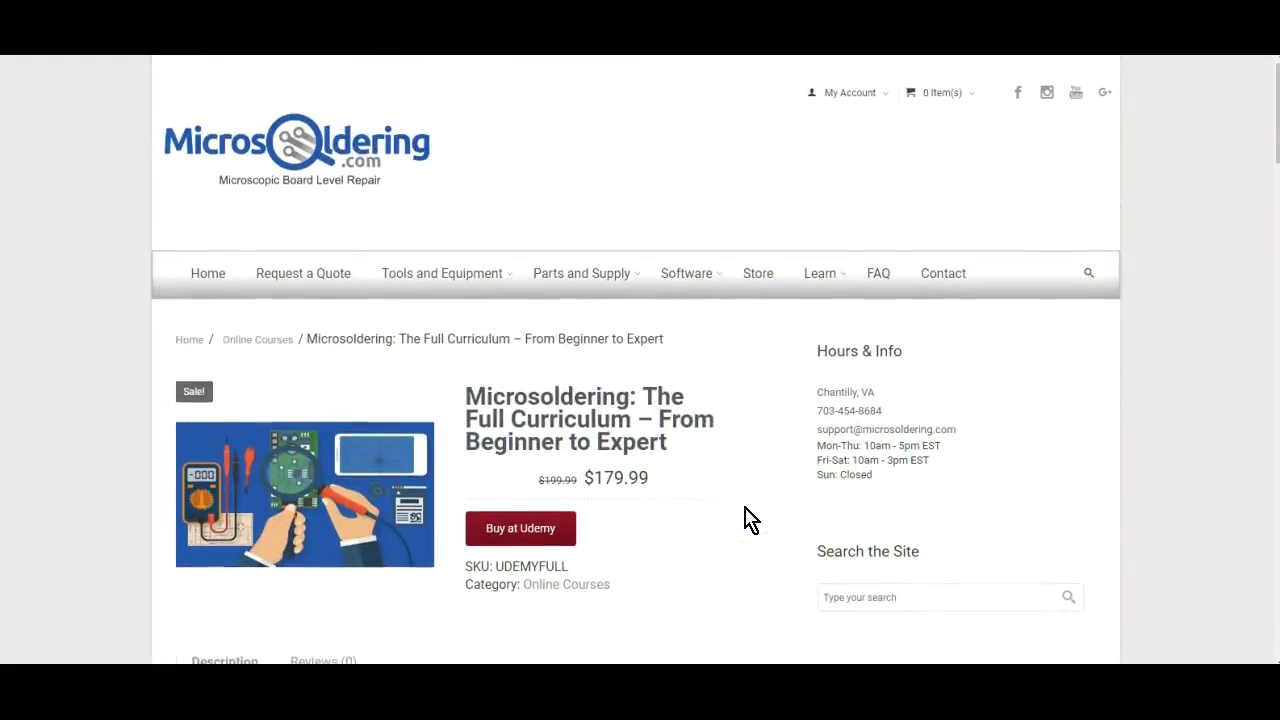 My Account
0 Item(s)
Microsoldering
.com
Microscopic Board Level Repair
Home
Request a Quote
Tools and Equipment
Parts and Supply
Software
Store
Learn
FAQ
Contact
Home / Online Courses / Microsoldering: The Full Curriculum – From Beginner to Expert
Sale!
-000
Microsoldering: The
Full Curriculum – From
Beginner to Expert
$199.99 $179.99
Buy at Udemy
SKU: UDEMYFULL
Category: Online Courses
Hours & Info
Chantilly, VA
703-454-8684
support@microsoldering.com
Mon-Thu: 10am - 5pm EST
Fri-Sat: 10am - 3pm EST
Sun: Closed
Search the Site
Type your search
Description
Reviews (0)